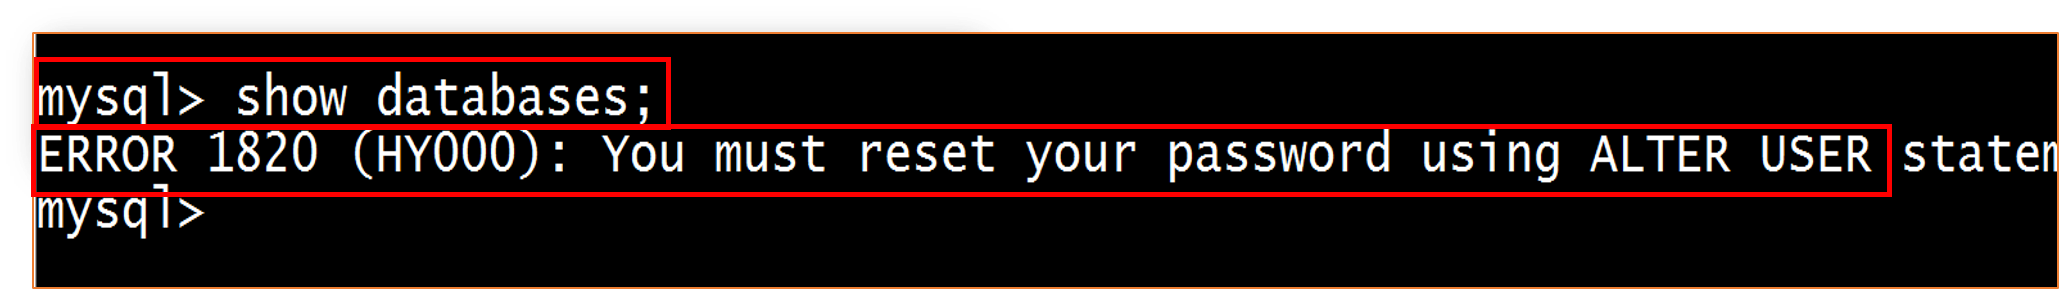 mysql> show databases;
ERROR 1820 (HY000): You must reset your password using ALTER USER statem
mysql>